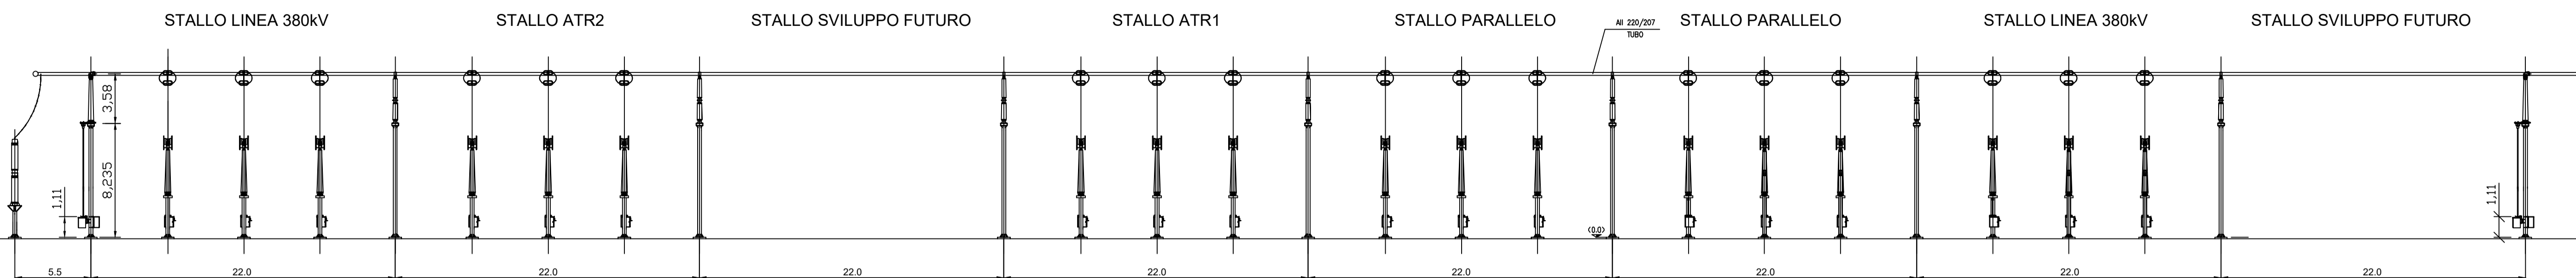 STALLO LINEA 380kV
STALLO ATR2
STALLO SVILUPPO FUTURO
STALLO ATR1
STALLO PARALLELO
All 220/207
TUBO
STALLO PARALLELO
STALLO LINEA 380kV
STALLO SVILUPPO FUTURO
3,58
8,235
1,11
(0.0)
1,11
5.5
22.0
22.0
22.0
22.0
22.0
22.0
22.0
22.0